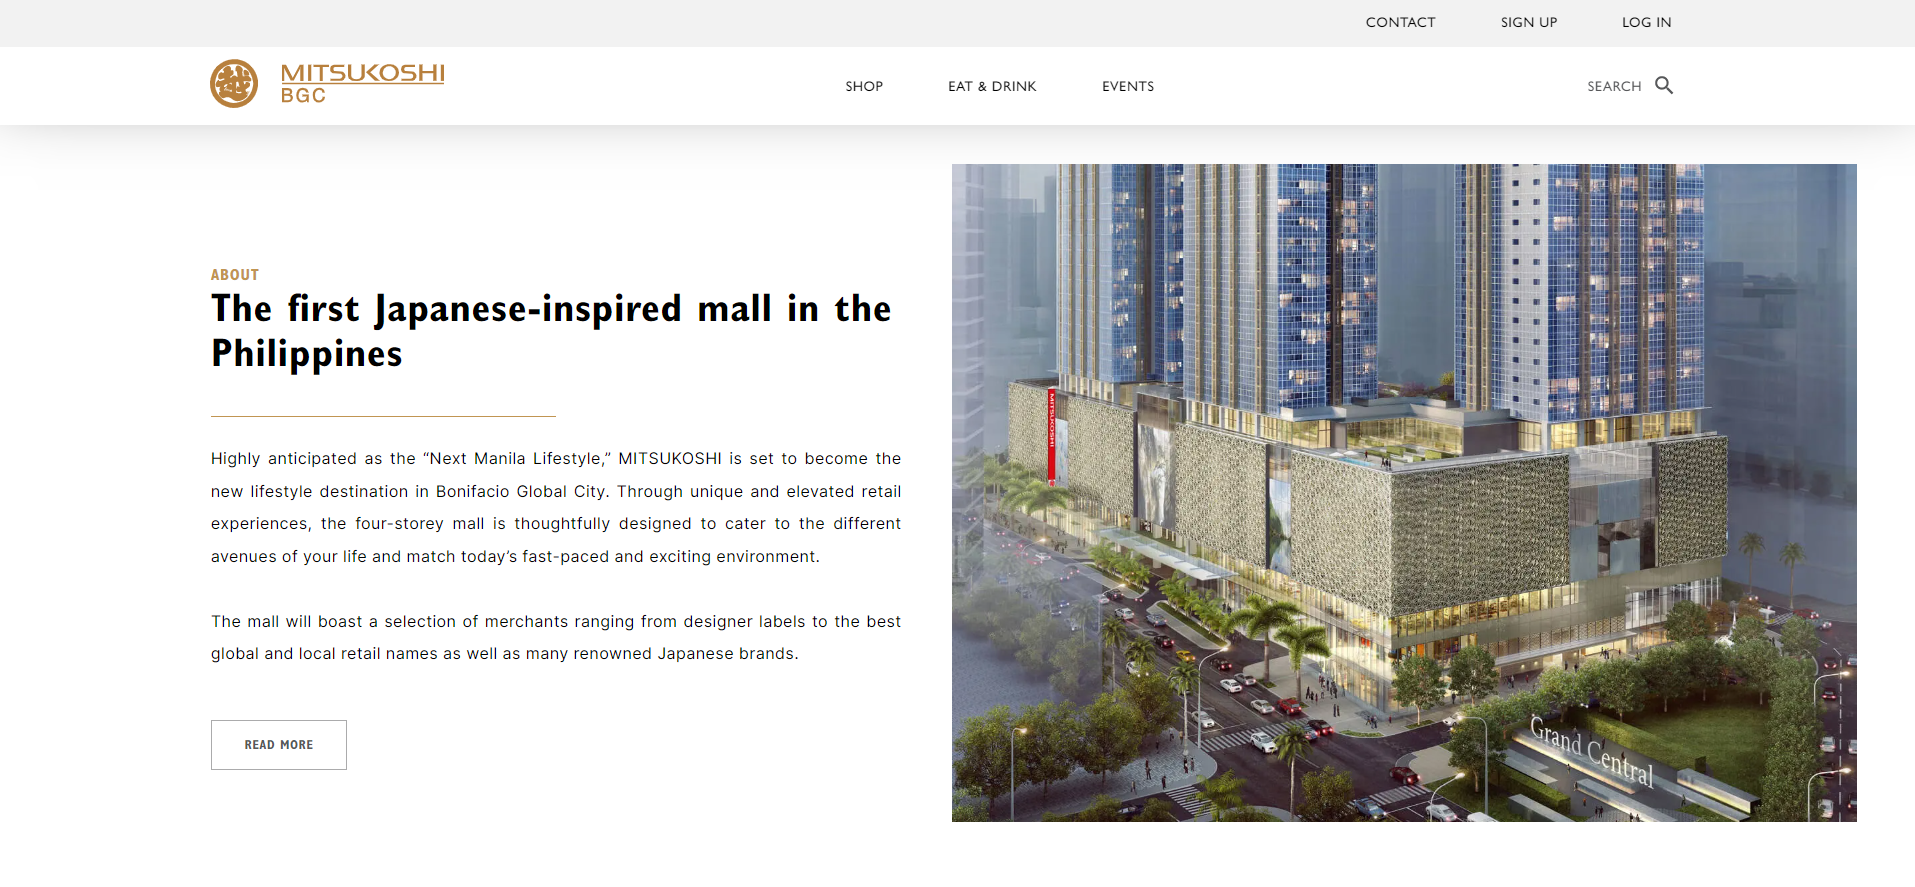 CONTACT SIGN UP LOG IN
越
MITSUKOSHI
BGC
SHOP EAT & DRINK EVENTS SEARCH
ABOUT
The first Japanese-inspired mall in the
Philippines
Highly anticipated as the “Next Manila Lifestyle,” MITSUKOSHI is set to become the
new lifestyle destination in Bonifacio Global City. Through unique and elevated retail
experiences, the four-storey mall is thoughtfully designed to cater to the different
avenues of your life and match today’s fast-paced and exciting environment.
The mall will boast a selection of merchants ranging from designer labels to the best
global and local retail names as well as many renowned Japanese brands.
READ MORE
MITSUKOSHI
Grand Central